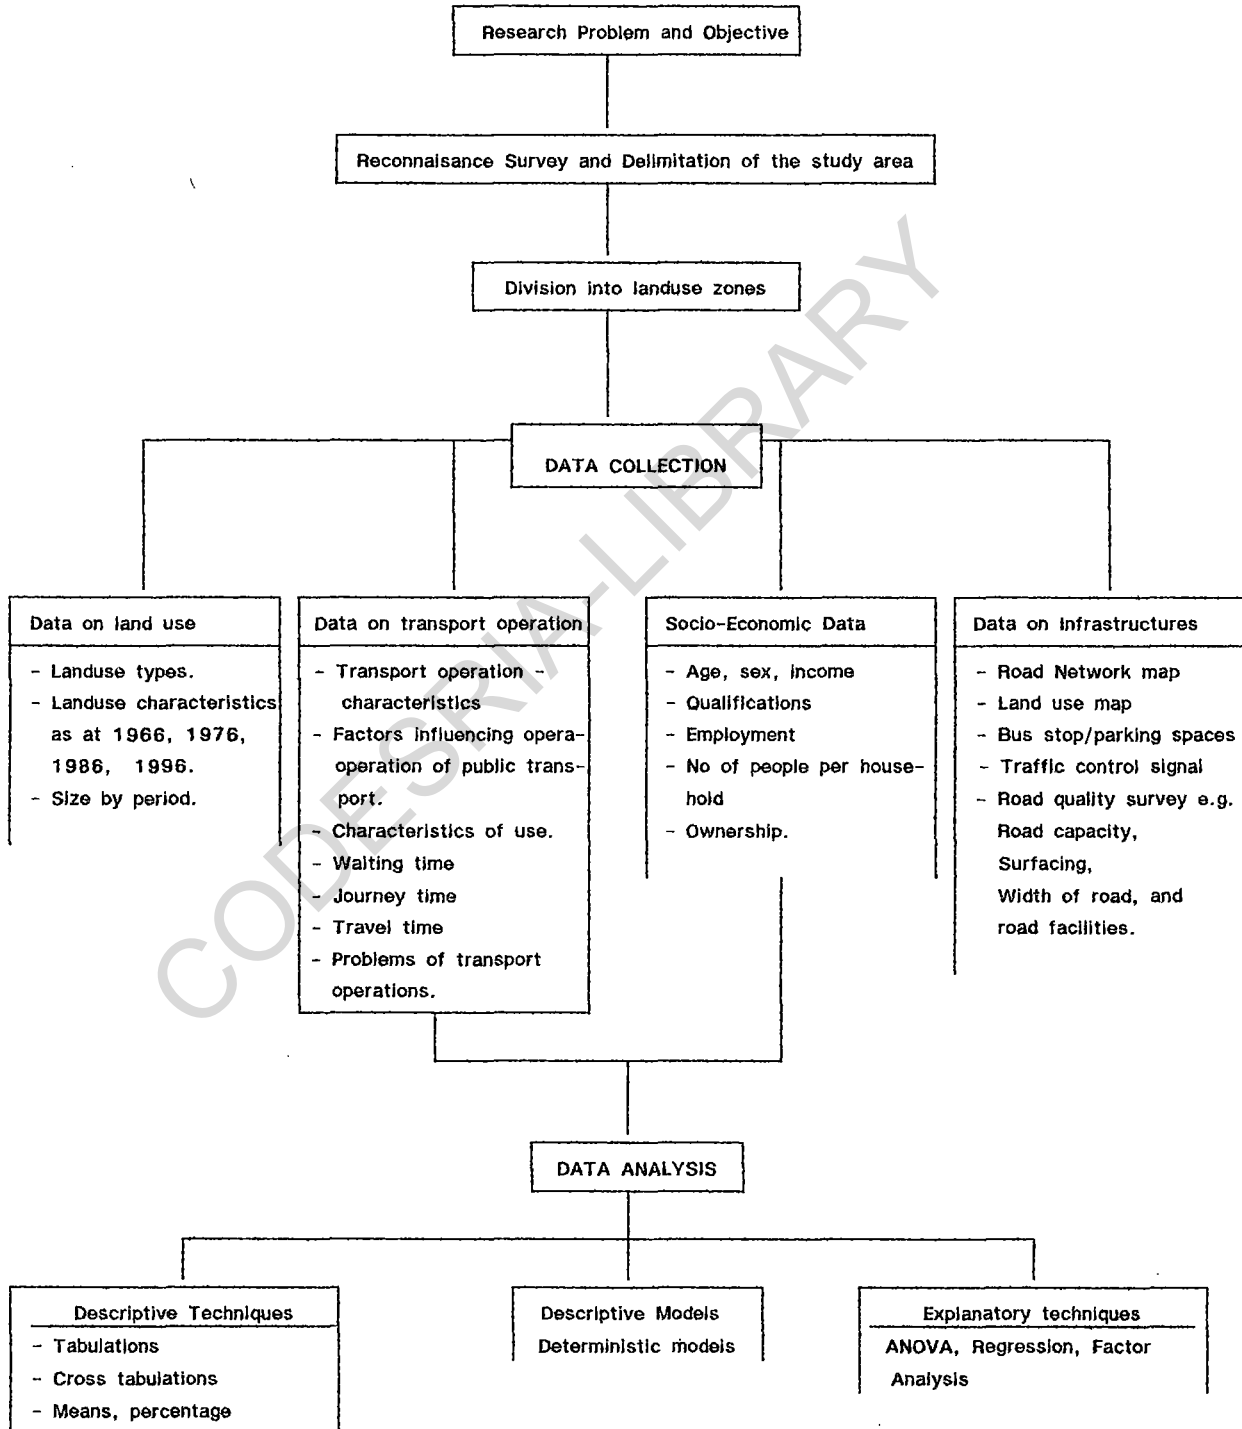 Research Problem and Objective
Reconnaisance Survey and Delimitation of the study area
Division into landuse zones
DATA COLLECTION
Data on land use
- Landuse types.
- Landuse characteristics
as at 1966, 1976,
1986, 1996.
- Size by period.
Data on transport operation
- Transport operation -
characteristics
- Factors influencing opera-
operation of public trans-
port.
- Characteristics of use.
- Waiting time
- Journey time
- Travel time
- Problems of transport
operations.
Socio-Economic Data
- Age, sex, income
- Qualifications
- Employment
- No of people per house-
hold
- Ownership.
Data on Infrastructures
- Road Network map
- Land use map
- Bus stop/parking spaces
- Traffic control signal
- Road quality survey e.g.
Road capacity,
Surfacing,
Width of road, and
road facilities.
DATA ANALYSIS
Descriptive Techniques
- Tabulations
- Cross tabulations
- Means, percentage
Descriptive Models
Deterministic models
Explanatory techniques
ANOVA, Regression, Factor
Analysis
CODESRIA-LIBRARY